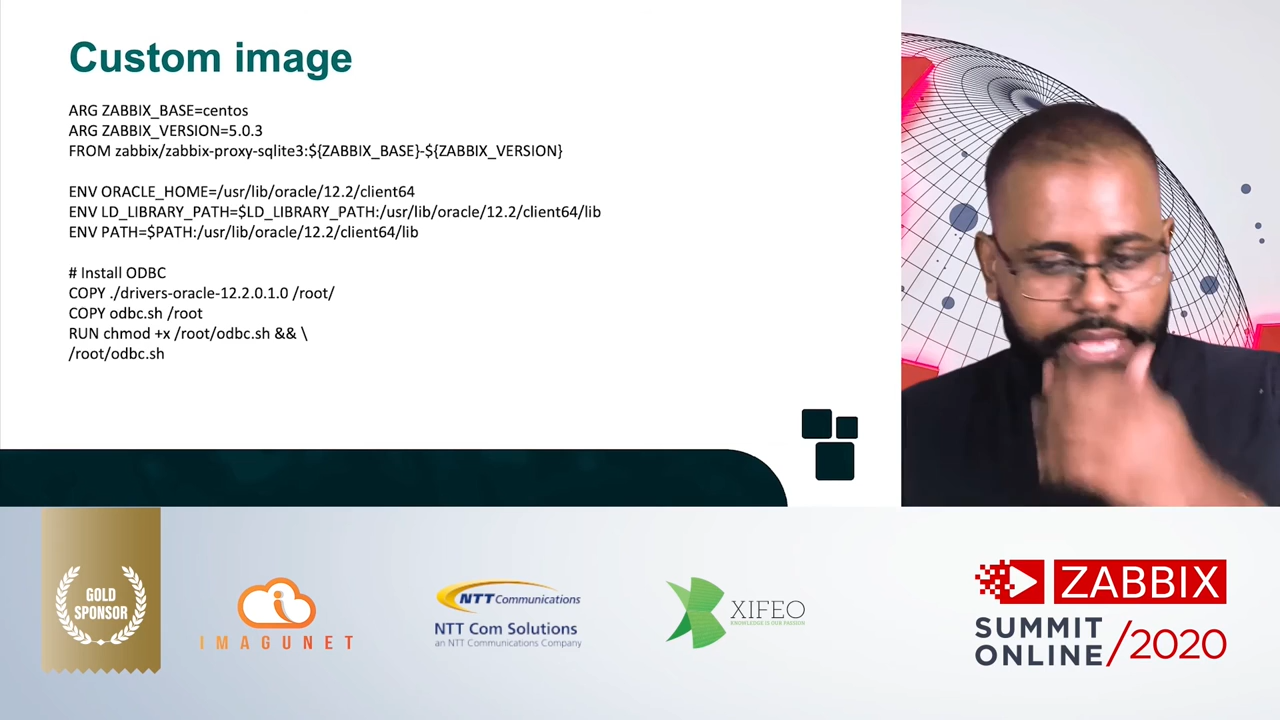 Custom image
ARG ZABBIX_BASE=centos
ARG ZABBIX_VERSION=5.0.3
FROM zabbix/zabbix-proxy-sqlite3:${ZABBIX_BASE}-${ZABBIX_VERSION}
ENV ORACLE_HOME=/usr/lib/oracle/12.2/client64
ENV LD_LIBRARY_PATH=$LD_LIBRARY_PATH:/usr/lib/oracle/12.2/client64/lib
ENV PATH=$PATH:/usr/lib/oracle/12.2/client64/lib
# Install ODBC
COPY ./drivers-oracle-12.2.0.1.0 /root/
COPY odbc.sh /root
RUN chmod +x /root/odbc.sh && \
/root/odbc.sh
GOLD
SPONSOR
IMAGUNET
NTT Communications
NTT Com Solutions
an NTT Communications Company
XIFEO
KNOWLEDGE IS OUR PASSION
ZABBIX
SUMMIT
ONLINE/2020